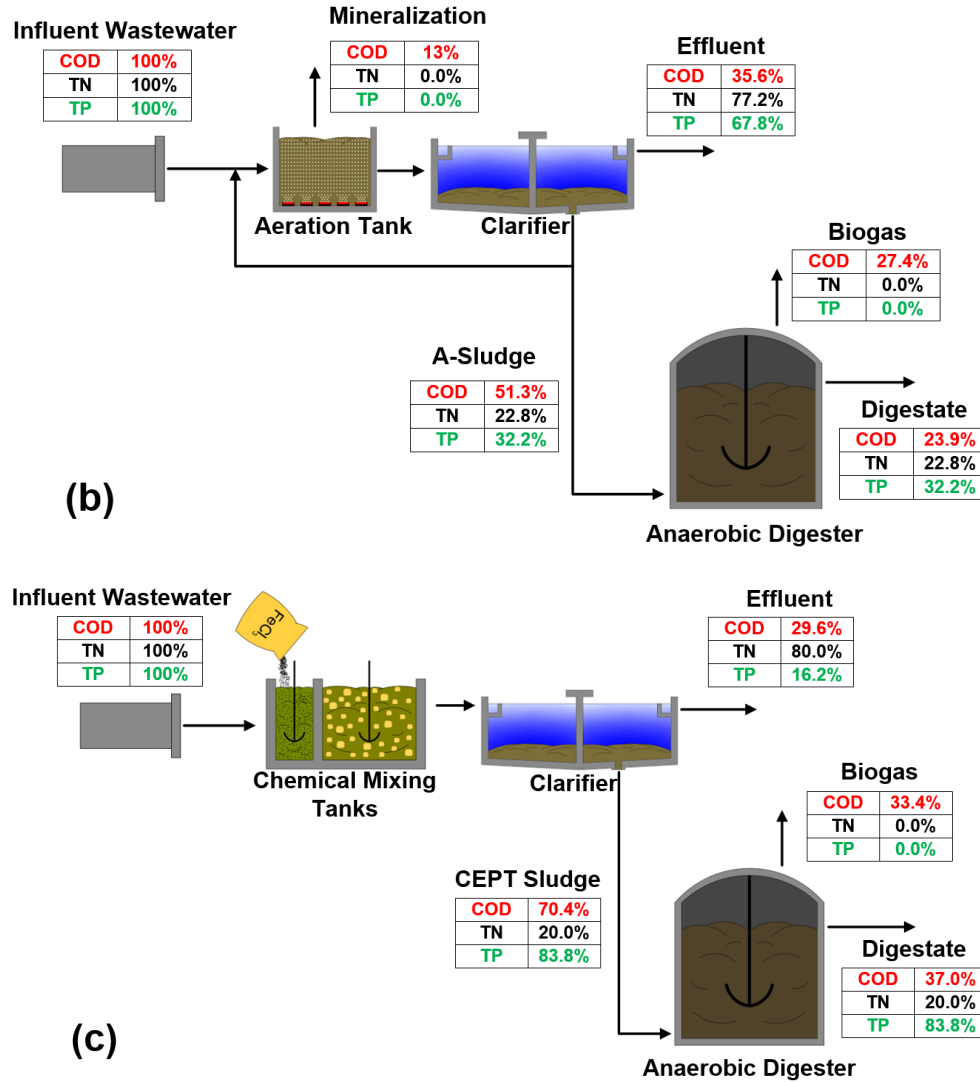 Influent Wastewater
COD 100%
TN 100%
TP 100%
Mineralization
COD 13%
TN 0.0%
TP 0.0%
Effluent
COD 35.6%
TN 77.2%
TP 67.8%
Aeration Tank
Clarifier
Biogas
COD 27.4%
TN 0.0%
TP 0.0%
A-Sludge
COD 51.3%
TN 22.8%
TP 32.2%
Digestate
COD 23.9%
TN 22.8%
TP 32.2%
(b)
Anaerobic Digester
Influent Wastewater
COD 100%
TN 100%
TP 100%
FeCl3
Effluent
COD 29.6%
TN 80.0%
TP 16.2%
Chemical Mixing
Tanks
Clarifier
Biogas
COD 33.4%
TN 0.0%
TP 0.0%
CEPT Sludge
COD 70.4%
TN 20.0%
TP 83.8%
Digestate
COD 37.0%
TN 20.0%
TP 83.8%
(c)
Anaerobic Digester